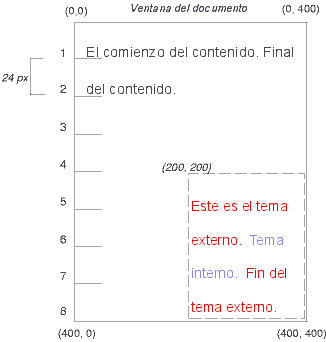 Ventana del documento
(0,0) (0, 400)
1 El comienzo del contenido. Final
24 px
2 del contenido.
3
4 (200, 200)
5 Este es el tema
6 externo. Tema
7 interno. Fin del
8 tema externo.
(400, 0) (400, 400)